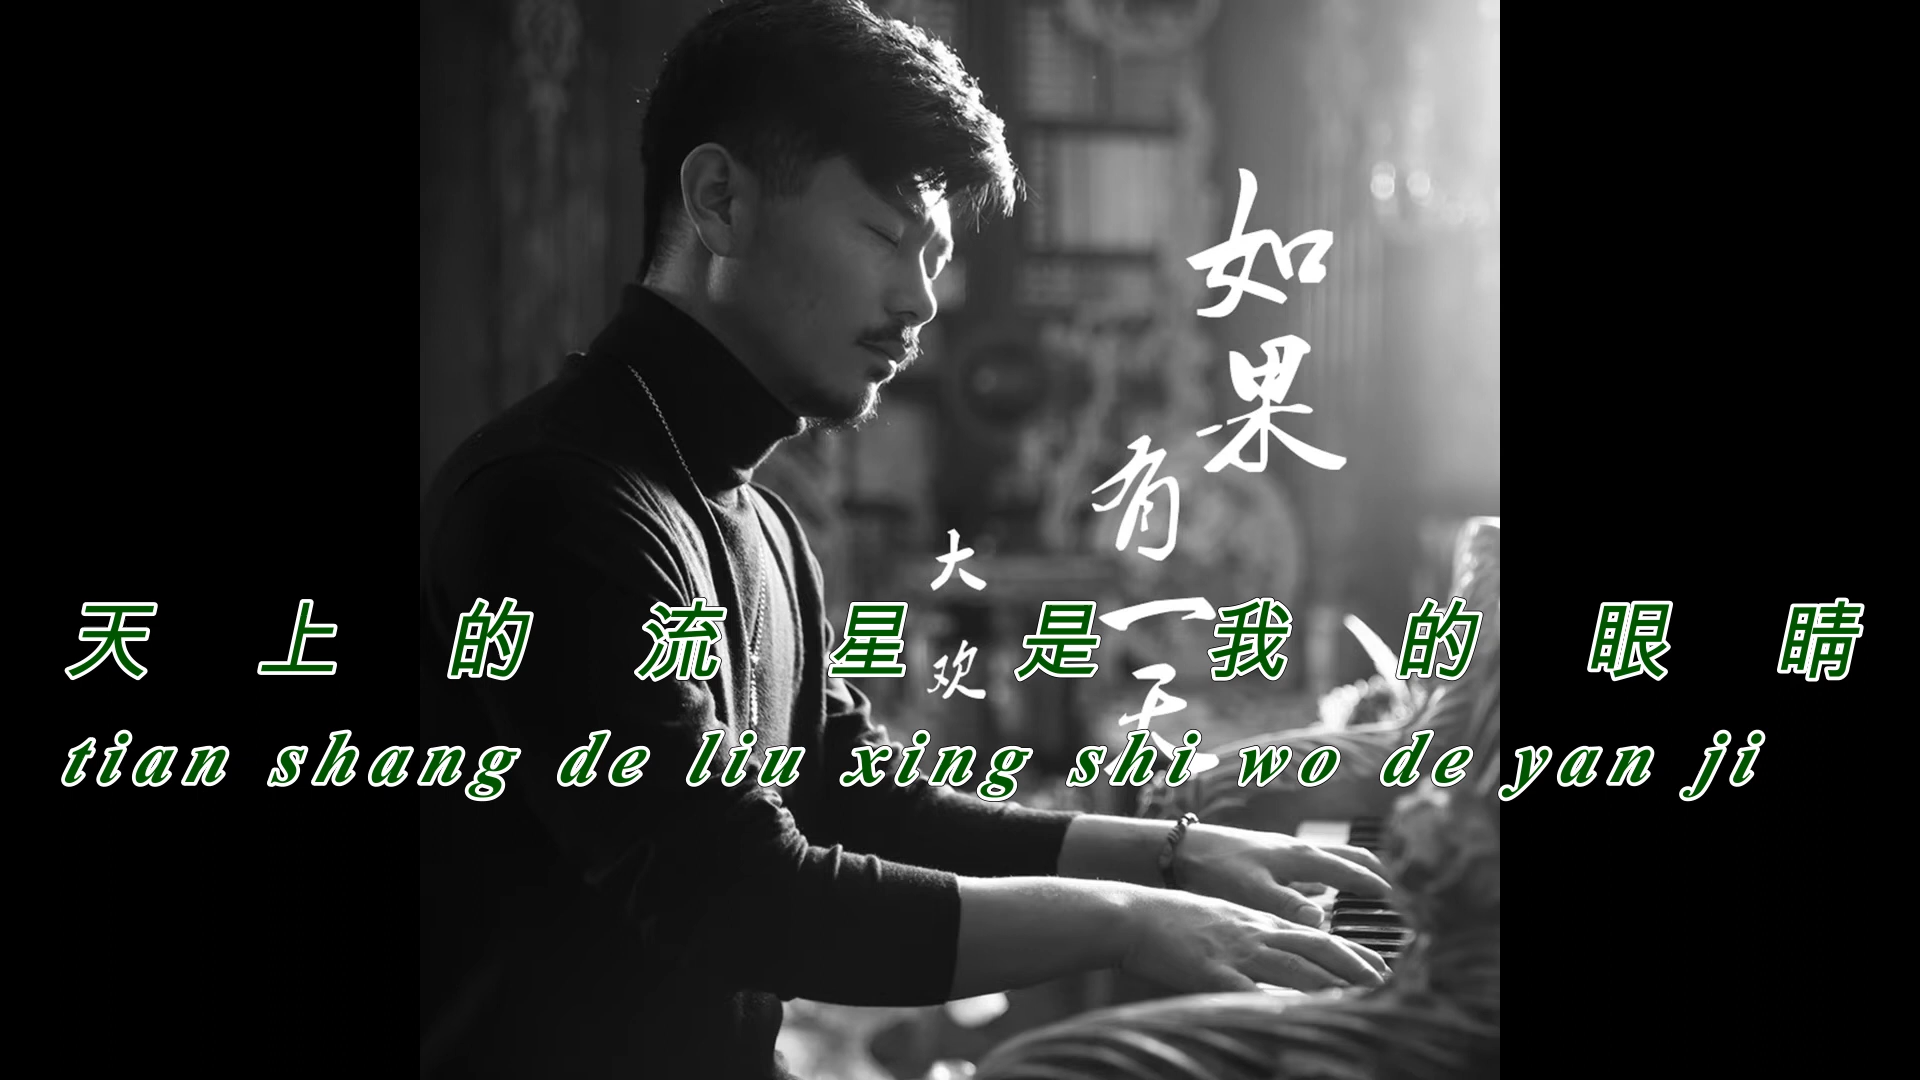 如果
有一天
大欢
天上的流星是我的眼睛
tian shang de liu xing shi wo de yan ji